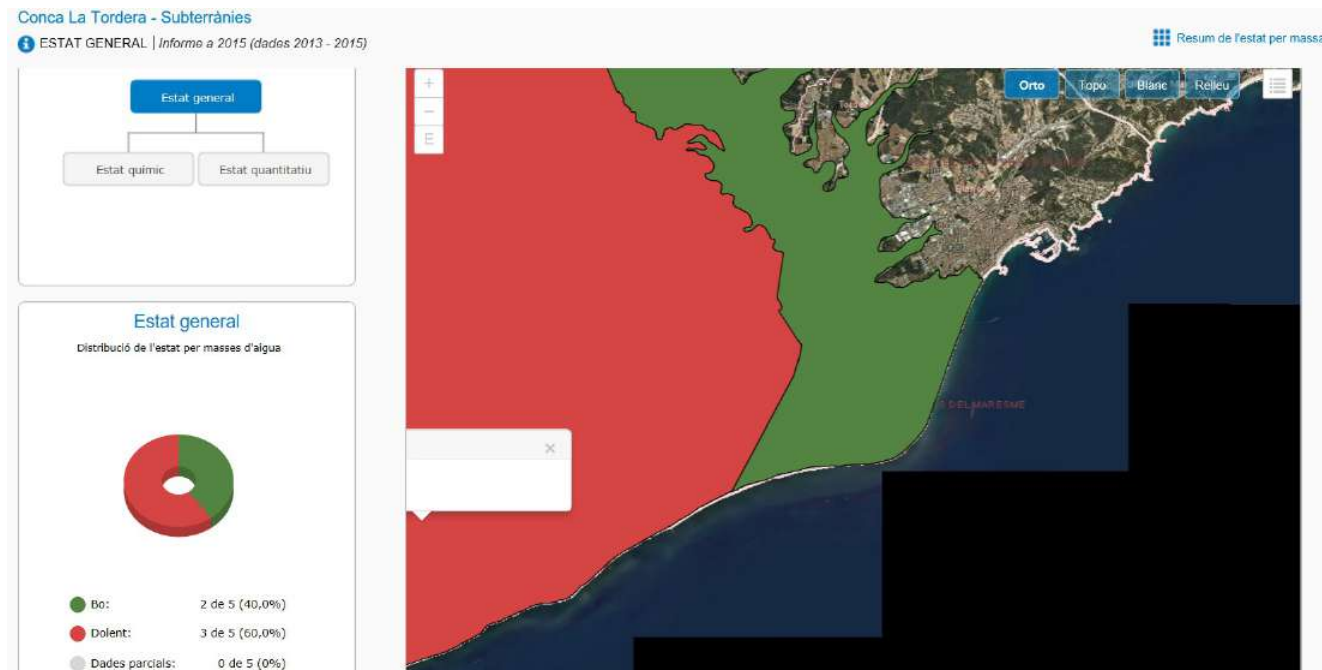 Conca La Tordera - Subterrànies
ESTAT GENERAL | Informe a 2015 (dades 2013 - 2015)
Resum de l'estat per massa
Estat general
Estat químic
Estat quantitatiu
+
−
E
Orto
Topo
Blanc
Relleu
DEL MARESME
×
Estat general
Distribució de l'estat per masses d'aigua
Bo: 2 de 5 (40,0%)
Dolent: 3 de 5 (60,0%)
Dades parcials: 0 de 5 (0%)